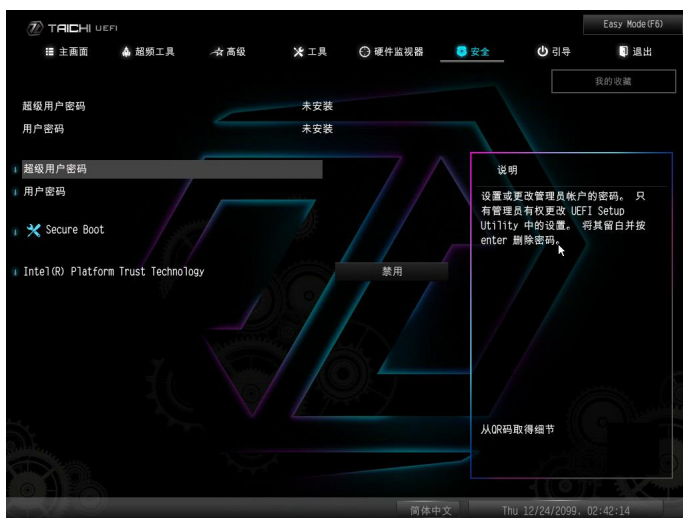 TAICHI UEFI
Easy Mode(F6)
主画面 超频工具 高级 工具 硬件监视器 安全 引导 退出
我的收藏
超级用户密码 未安装
用户密码 未安装
超级用户密码
用户密码
Secure Boot
Intel(R) Platform Trust Technology 禁用
说明
设置或更改管理员帐户的密码。 只
有管理员有权更改 UEFI Setup
Utility 中的设置。 将其留白并按
enter 删除密码。
从QR码取得细节
简体中文 Thu 12/24/2099. 02:42:14